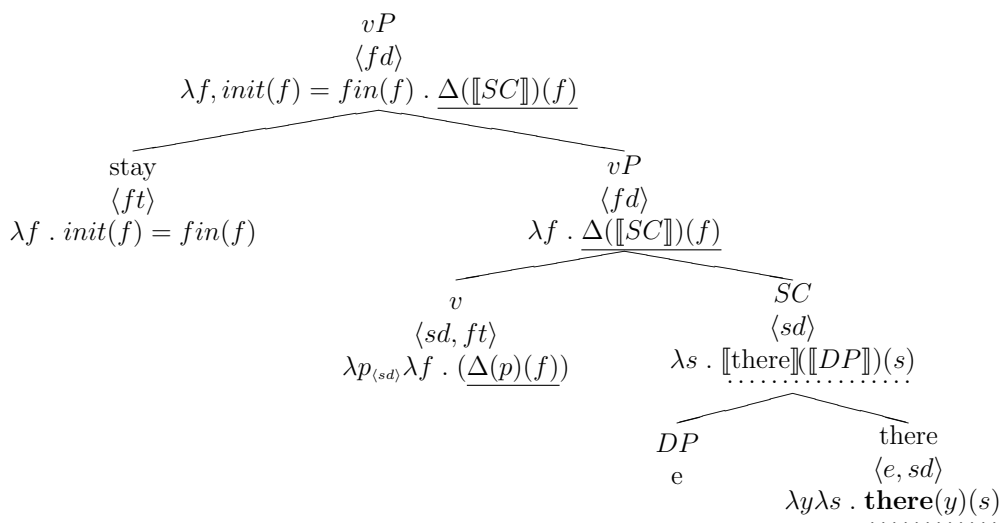 vP
⟨fd⟩
λf, init(f) = fin(f) . Δ(⟦SC⟧)(f)
stay
⟨ft⟩
λf . init(f) = fin(f)
vP
⟨fd⟩
λf . Δ(⟦SC⟧)(f)
v
⟨sd, ft⟩
λp⟨sd⟩λf . (Δ(p)(f))
SC
⟨sd⟩
λs . ⟦there⟧(⟦DP⟧)(s)
DP
e
there
⟨e, sd⟩
λyλs . there(y)(s)